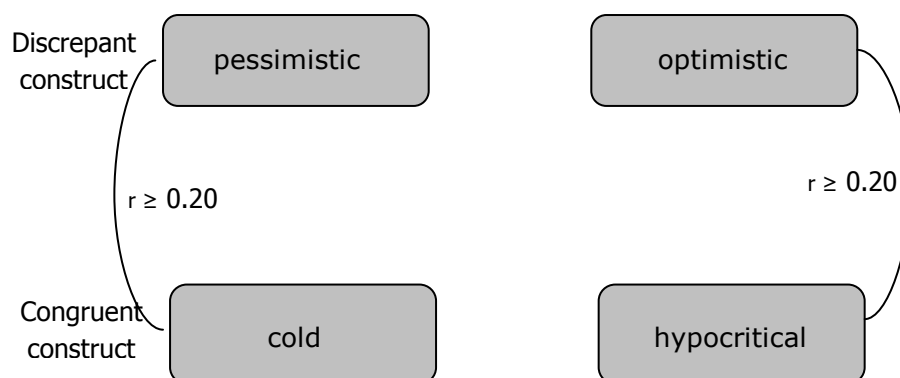 Discrepant
construct
pessimistic
optimistic
r ≥ 0.20
r ≥ 0.20
Congruent
construct
cold
hypocritical